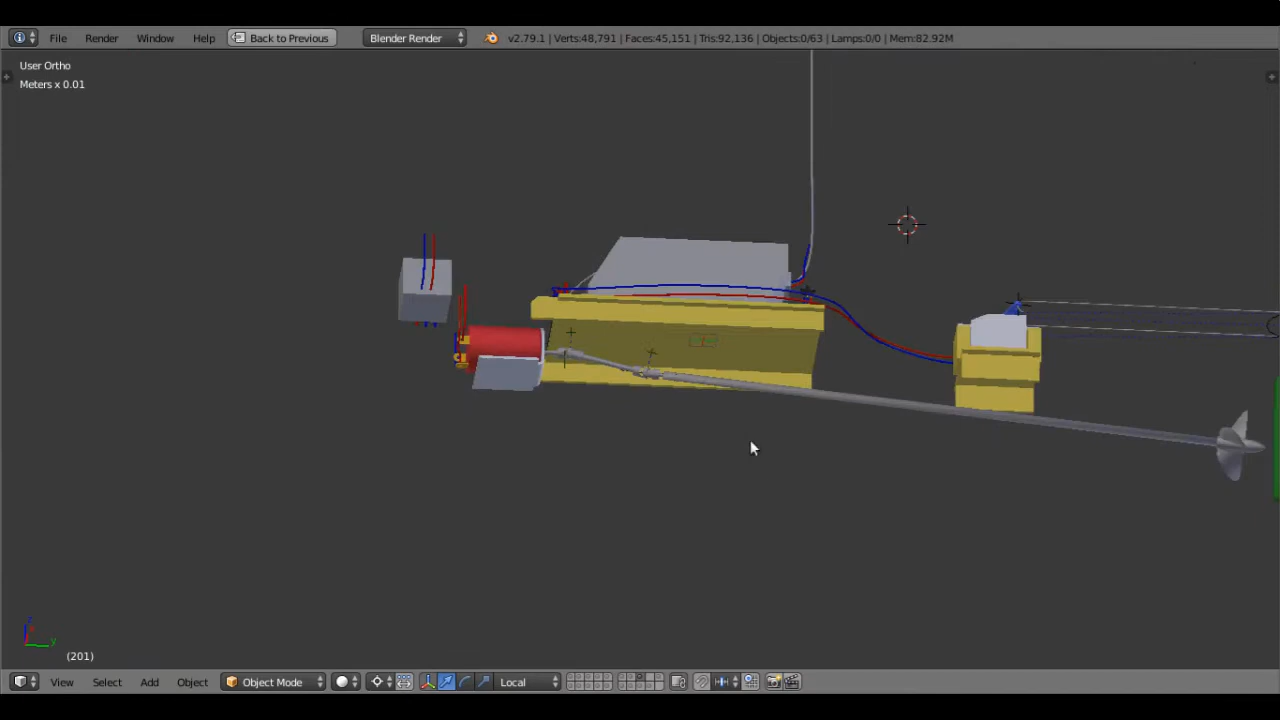 File Render Window Help Back to Previous Blender Render v2.79.1 | Verts:48,791 | Faces:45,151 | Tris:92,136 | Objects:0/63 | Lamps:0/0 | Mem:82.92M
User Ortho
Meters x 0.01
z
y
(201)
View Select Add Object Object Mode Local